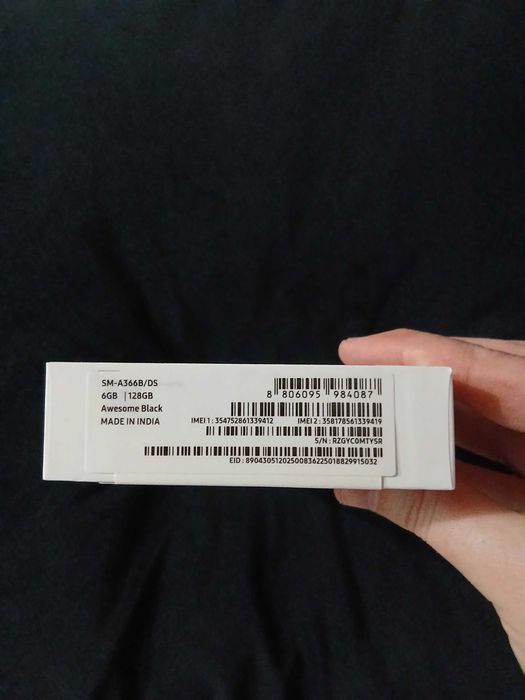 SM-A366B/DS
6GB |128GB
Awesome Black
MADE IN INDIA
8 806095 984087
IMEI 1 : 354752861339412 IMEI 2 : 358178561339419
S/N : RZGYC0MTY5R
EID : 89043051202500836225018829915032